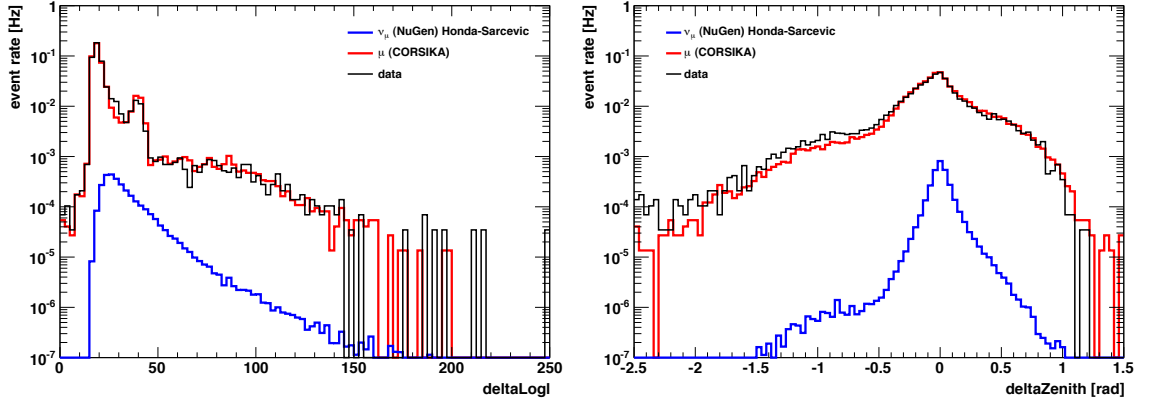 event rate [Hz]
1
10⁻¹
10⁻²
10⁻³
10⁻⁴
10⁻⁵
10⁻⁶
10⁻⁷
0 50 100 150 200 250
deltaLogl
νμ (NuGen) Honda-Sarcevic
μ (CORSIKA)
data
event rate [Hz]
1
10⁻¹
10⁻²
10⁻³
10⁻⁴
10⁻⁵
10⁻⁶
10⁻⁷
-2.5 -2 -1.5 -1 -0.5 0 0.5 1 1.5
deltaZenith [rad]
νμ (NuGen) Honda-Sarcevic
μ (CORSIKA)
data